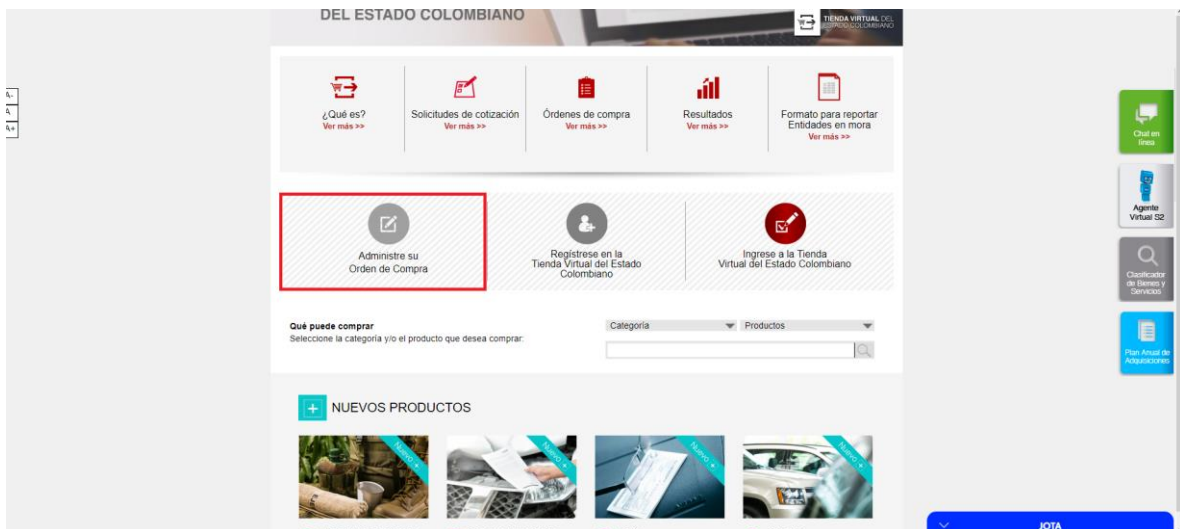 DEL ESTADO COLOMBIANO
TIENDA VIRTUAL DEL
ESTADO COLOMBIANO
A-
A
A+
¿Qué es?
Ver más >>
Solicitudes de cotización
Ver más >>
Órdenes de compra
Ver más >>
Resultados
Ver más >>
Formato para reportar
Entidades en mora
Ver más >>
Chat en
línea
Agente
Virtual S2
Clasificador
de Bienes y
Servicios
Plan Anual de
Adquisiciones
Administre su
Orden de Compra
Regístrese en la
Tienda Virtual del Estado
Colombiano
Ingrese a la Tienda
Virtual del Estado Colombiano
Qué puede comprar
Seleccione la categoría y/o el producto que desea comprar:
Categoría
Productos
NUEVOS PRODUCTOS
Nuevo +
Nuevo +
Nuevo +
Nuevo +
JOTA